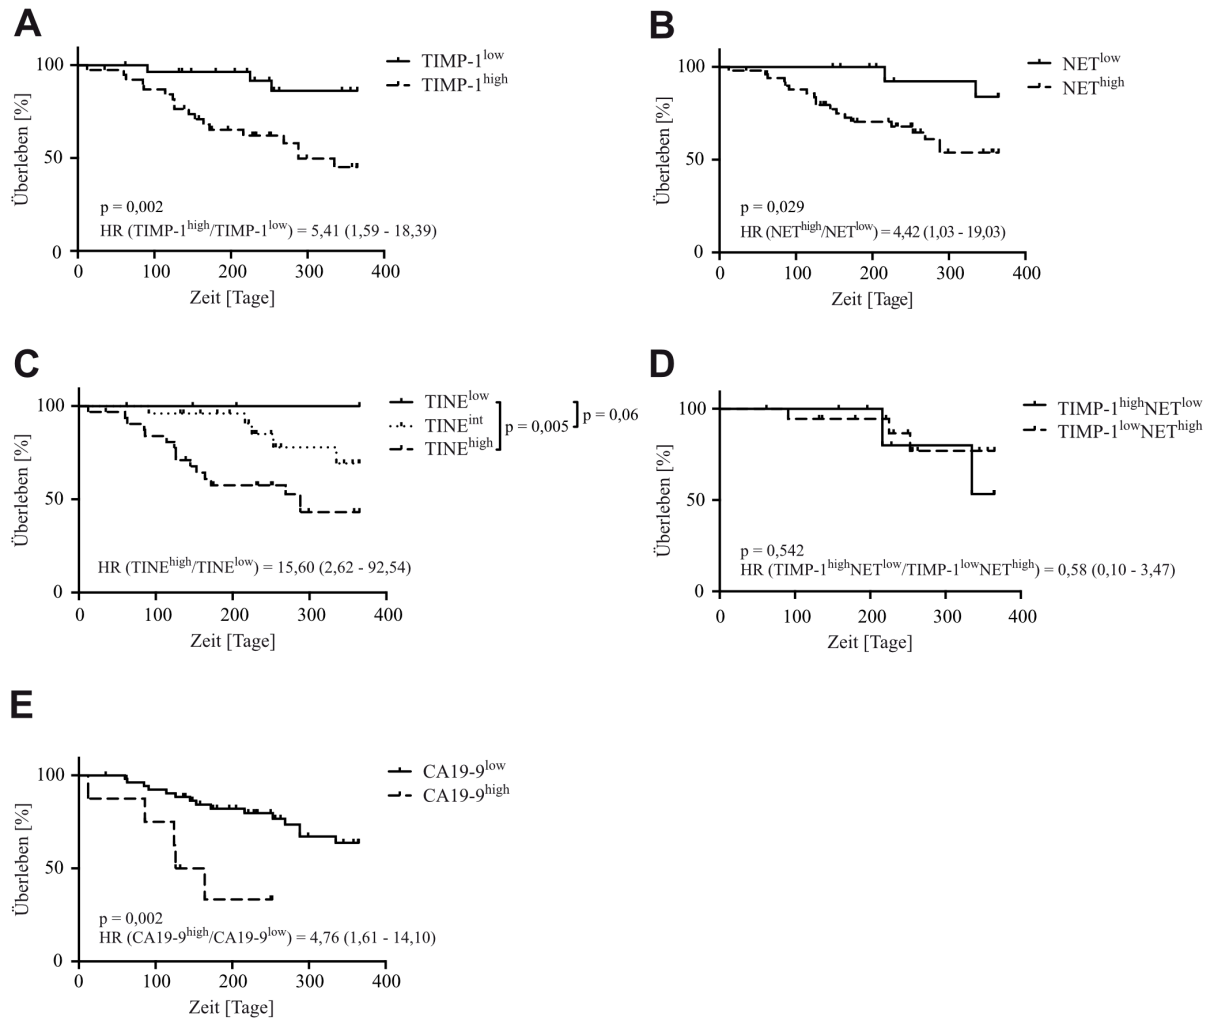 A
TIMP-1low
TIMP-1high
Überleben [%]
100
50
0
p = 0,002
HR (TIMP-1high/TIMP-1low) = 5,41 (1,59 - 18,39)
0 100 200 300 400
Zeit [Tage]
B
NETlow
NEThigh
Überleben [%]
100
50
0
p = 0,029
HR (NEThigh/NETlow) = 4,42 (1,03 - 19,03)
0 100 200 300 400
Zeit [Tage]
C
TINElow
TINEint
TINEhigh
p = 0,005
p = 0,06
Überleben [%]
100
50
0
HR (TINEhigh/TINElow) = 15,60 (2,62 - 92,54)
0 100 200 300 400
Zeit [Tage]
D
TIMP-1highNETlow
TIMP-1lowNEThigh
Überleben [%]
100
50
0
p = 0,542
HR (TIMP-1highNETlow/TIMP-1lowNEThigh) = 0,58 (0,10 - 3,47)
0 100 200 300 400
Zeit [Tage]
E
CA19-9low
CA19-9high
Überleben [%]
100
50
0
p = 0,002
HR (CA19-9high/CA19-9low) = 4,76 (1,61 - 14,10)
0 100 200 300 400
Zeit [Tage]